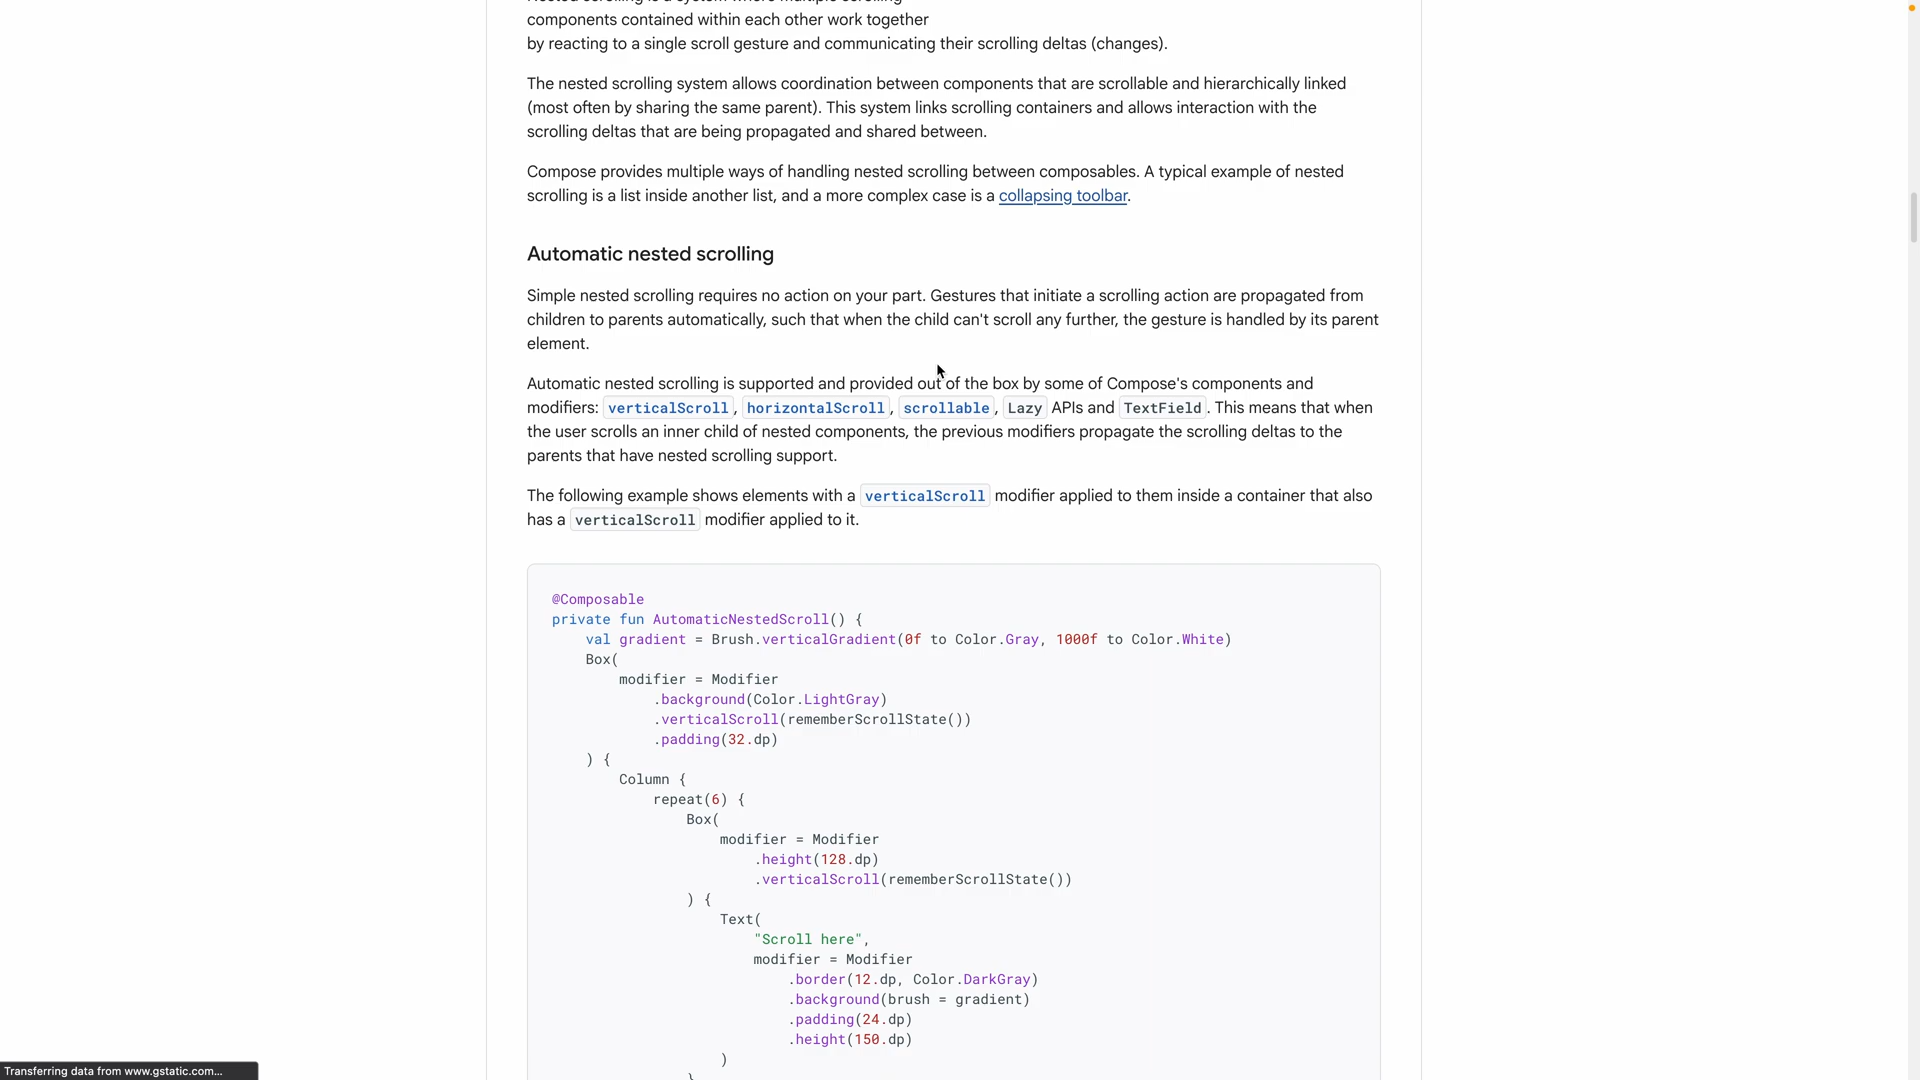 Nested scrolling is a system where multiple scrolling
components contained within each other work together
by reacting to a single scroll gesture and communicating their scrolling deltas (changes).
The nested scrolling system allows coordination between components that are scrollable and hierarchically linked
(most often by sharing the same parent). This system links scrolling containers and allows interaction with the
scrolling deltas that are being propagated and shared between.
Compose provides multiple ways of handling nested scrolling between composables. A typical example of nested
scrolling is a list inside another list, and a more complex case is a collapsing toolbar.
Automatic nested scrolling
Simple nested scrolling requires no action on your part. Gestures that initiate a scrolling action are propagated from
children to parents automatically, such that when the child can't scroll any further, the gesture is handled by its parent
element.
Automatic nested scrolling is supported and provided out of the box by some of Compose's components and
modifiers: verticalScroll, horizontalScroll, scrollable, Lazy APIs and TextField. This means that when
the user scrolls an inner child of nested components, the previous modifiers propagate the scrolling deltas to the
parents that have nested scrolling support.
The following example shows elements with a verticalScroll modifier applied to them inside a container that also
has a verticalScroll modifier applied to it.
@Composable
private fun AutomaticNestedScroll() {
    val gradient = Brush.verticalGradient(0f to Color.Gray, 1000f to Color.White)
    Box(
        modifier = Modifier
            .background(Color.LightGray)
            .verticalScroll(rememberScrollState())
            .padding(32.dp)
    ) {
        Column {
            repeat(6) {
                Box(
                    modifier = Modifier
                        .height(128.dp)
                        .verticalScroll(rememberScrollState())
                ) {
                    Text(
                        "Scroll here",
                        modifier = Modifier
                            .border(12.dp, Color.DarkGray)
                            .background(brush = gradient)
                            .padding(24.dp)
                            .height(150.dp)
                    )
                }
Transferring data from www.gstatic.com...